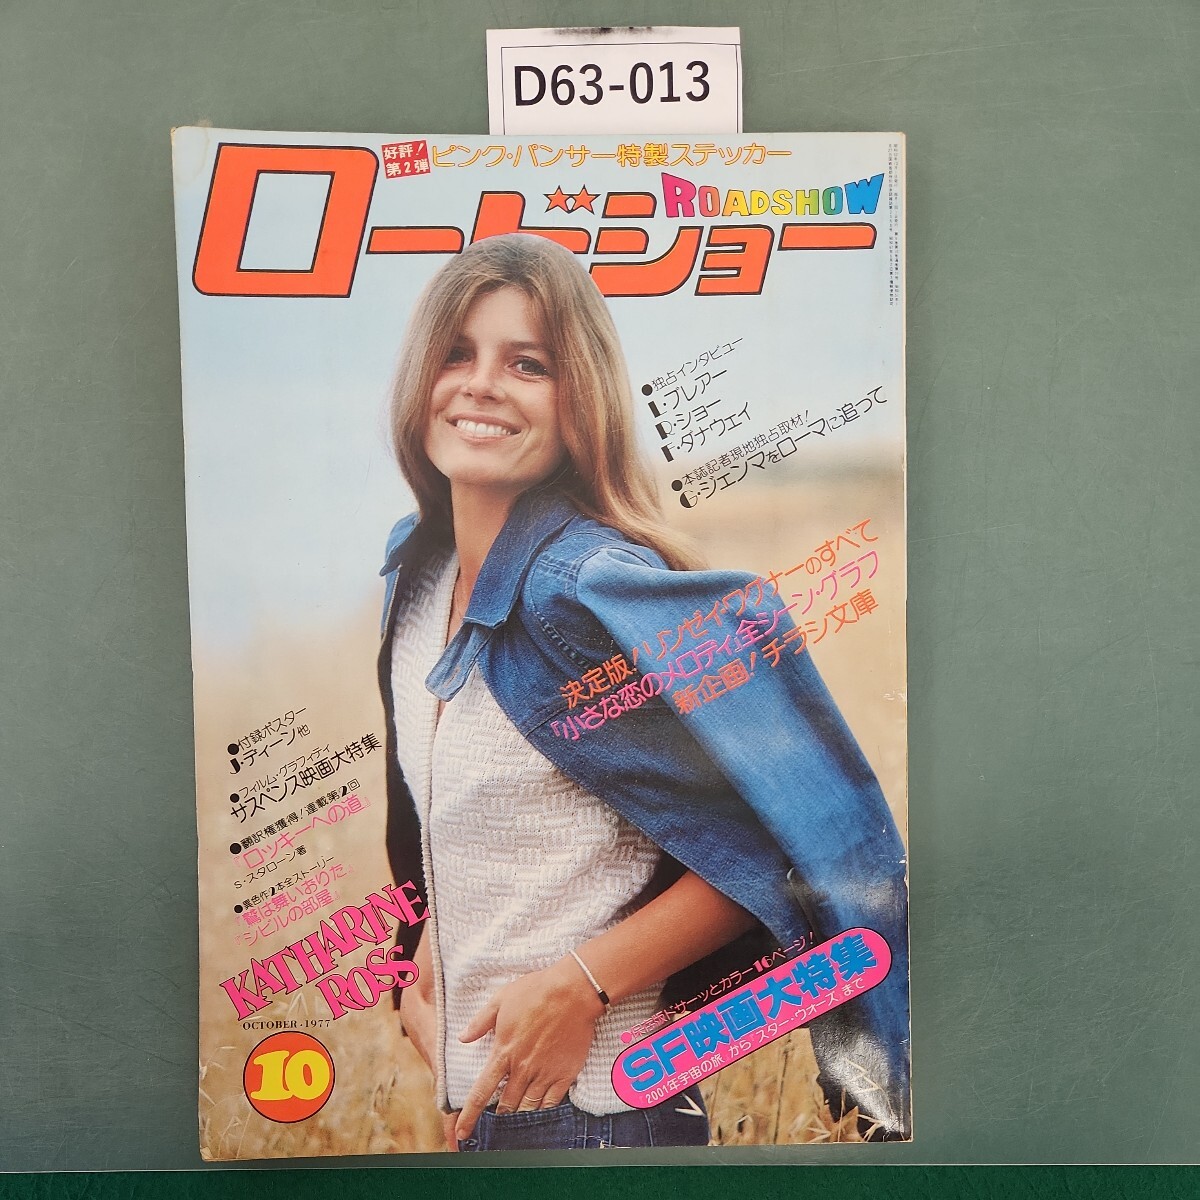 D63-013
好評!
第2弾
ピンク・パンサー特製ステッカー
ロードショー
ROADSHOW
●独占インタビュー
L・ブレアー
R・ショー
F・ダナウェイ
●本誌記者現地独占取材!
G・ジェンマをローマに追って
決定版!リンゼイ・ワグナーのすべて
『小さな恋のメロディ』全シーン・グラフ
新企画!チラシ文庫
●付録ポスター
J・ディーン他
●フィルム・グラフィティ
サスペンス映画大特集
●翻訳権獲得!連載第2回
『ロッキーへの道』
S・スタローン著
●異色作2本全ストーリー
『鷲は舞いおりた』
『シビルの部屋』
KATHARINE
ROSS
OCTOBER・1977
10
●保存版ドサーッとカラー16ページ!
SF映画大特集
『2001年宇宙の旅』から『スター・ウォーズ』まで